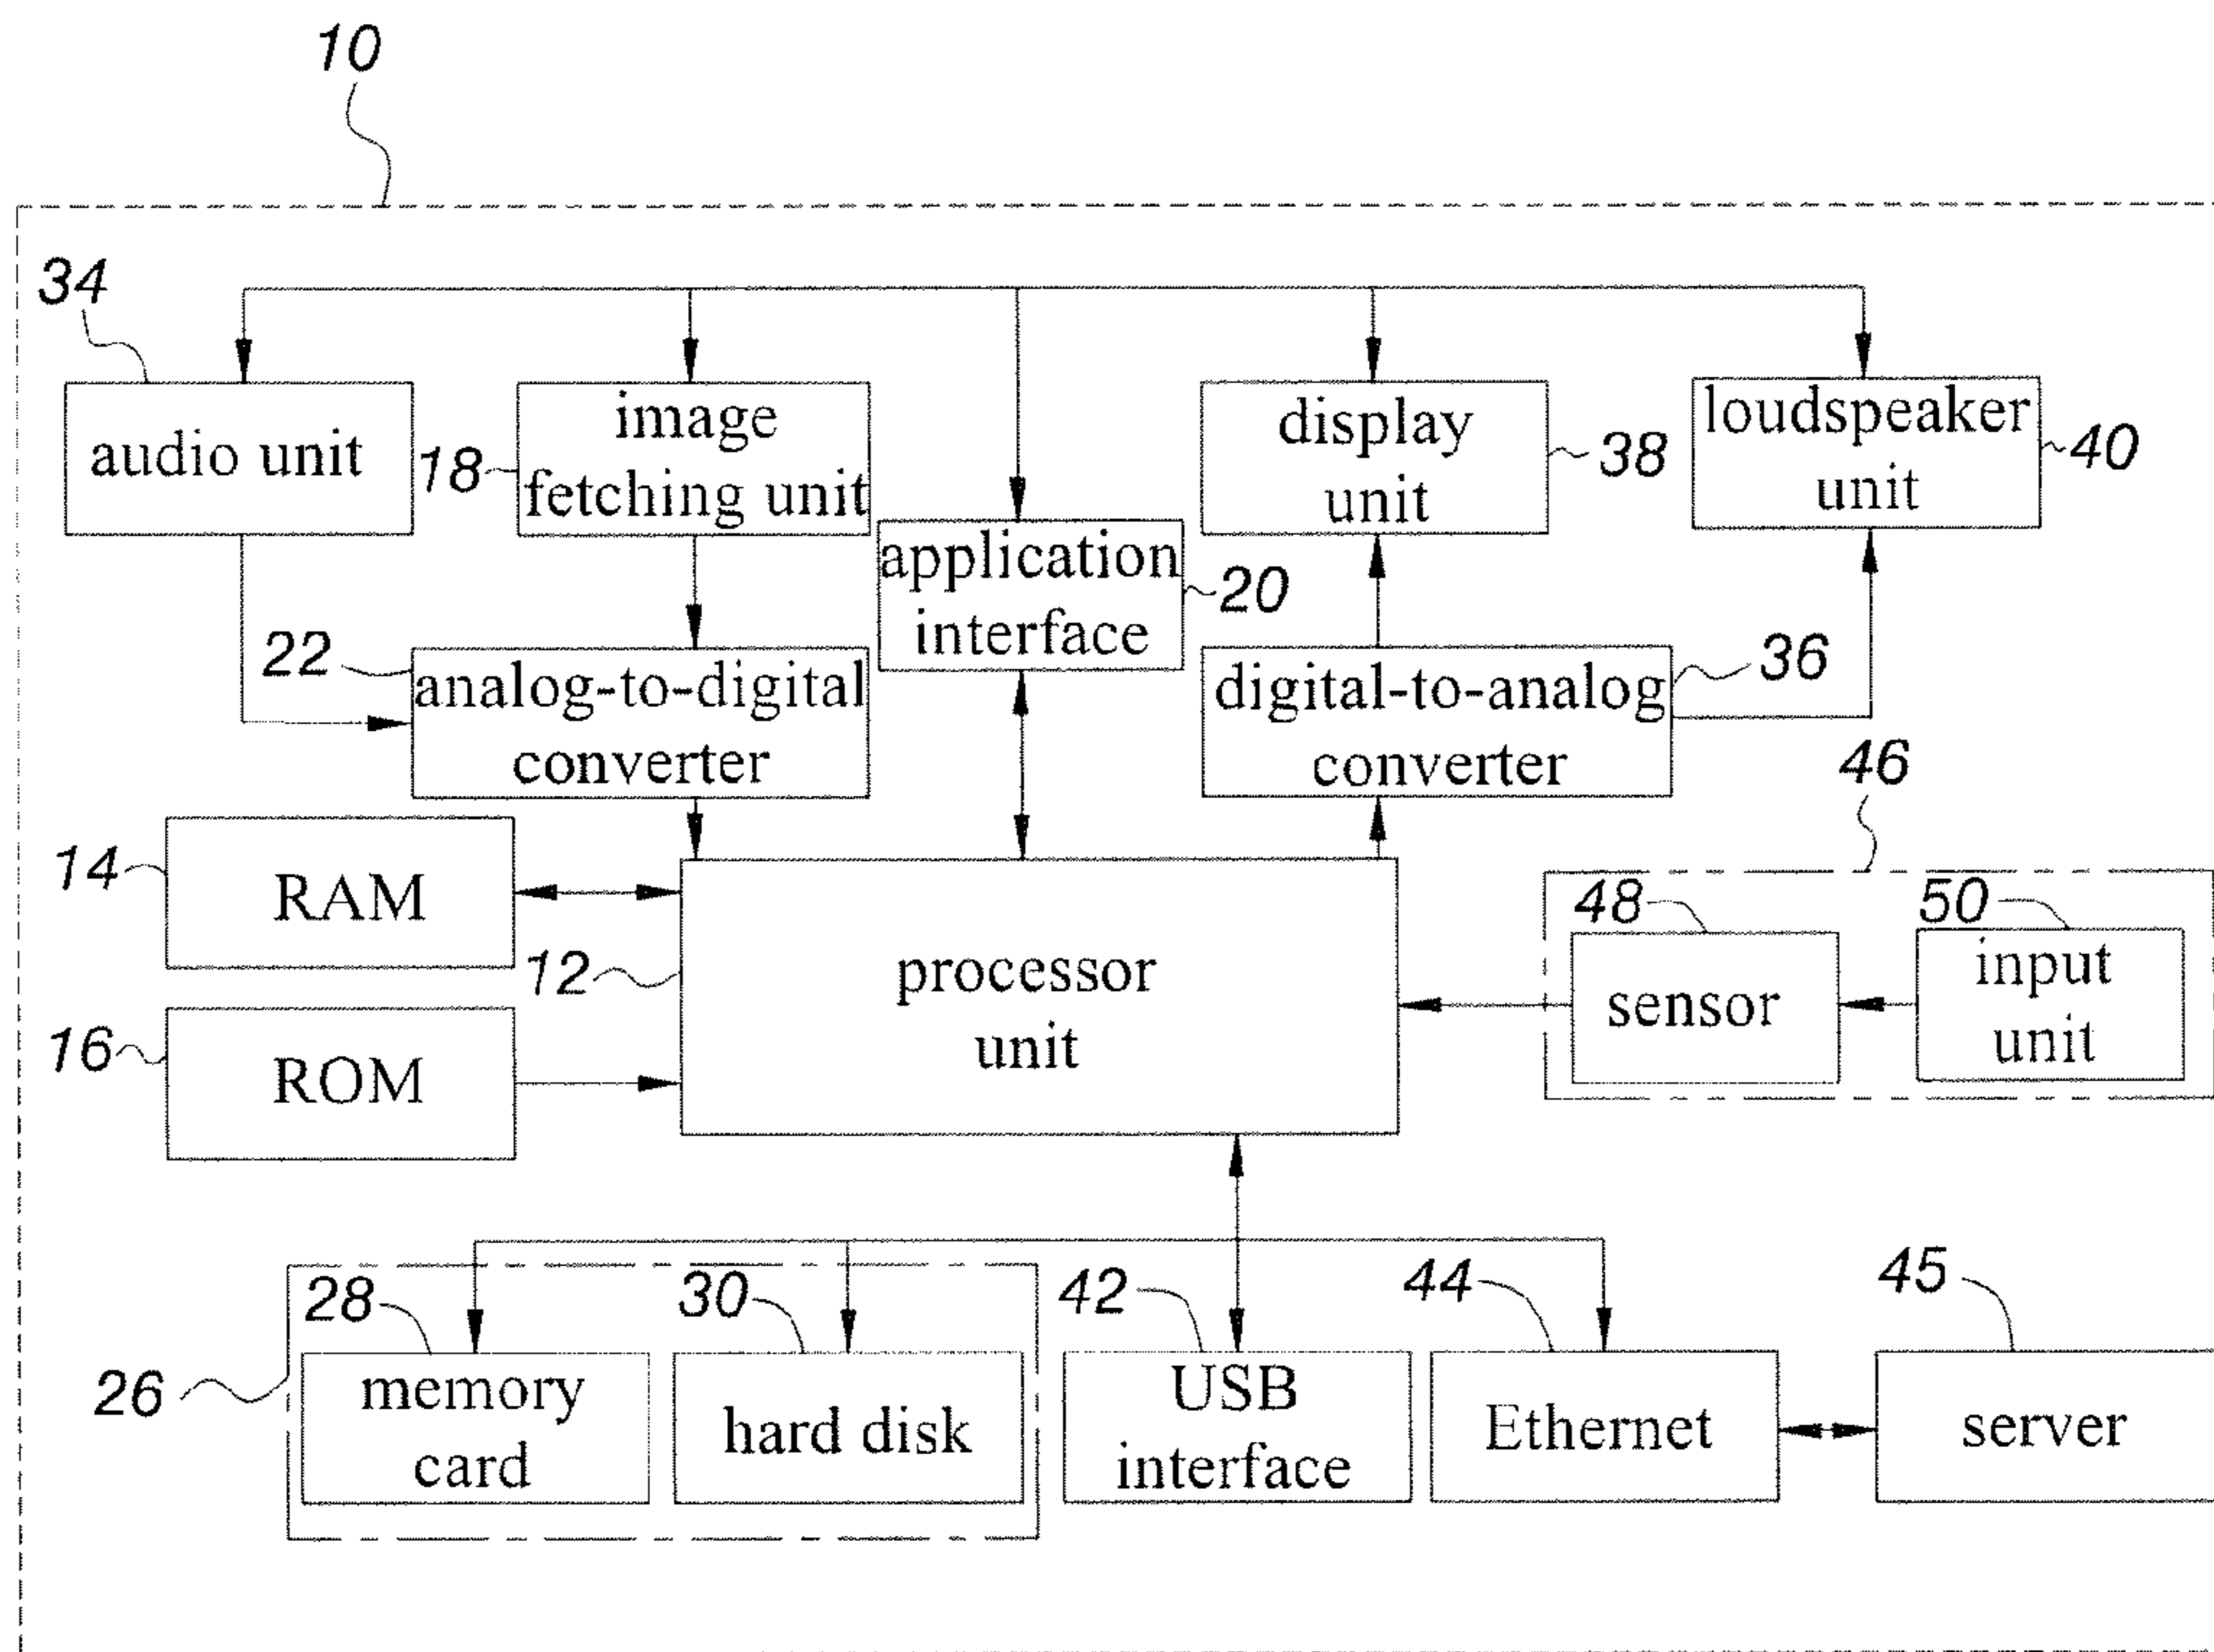 10
34
audio unit
18
image
fetching unit
application
interface
20
display
unit
38
loudspeaker
unit
40
22
analog-to-digital
converter
digital-to-analog
converter
36
46
14
RAM
12
processor
unit
48
sensor
50
input
unit
16
ROM
26
28
memory
card
30
hard disk
42
USB
interface
44
Ethernet
45
server